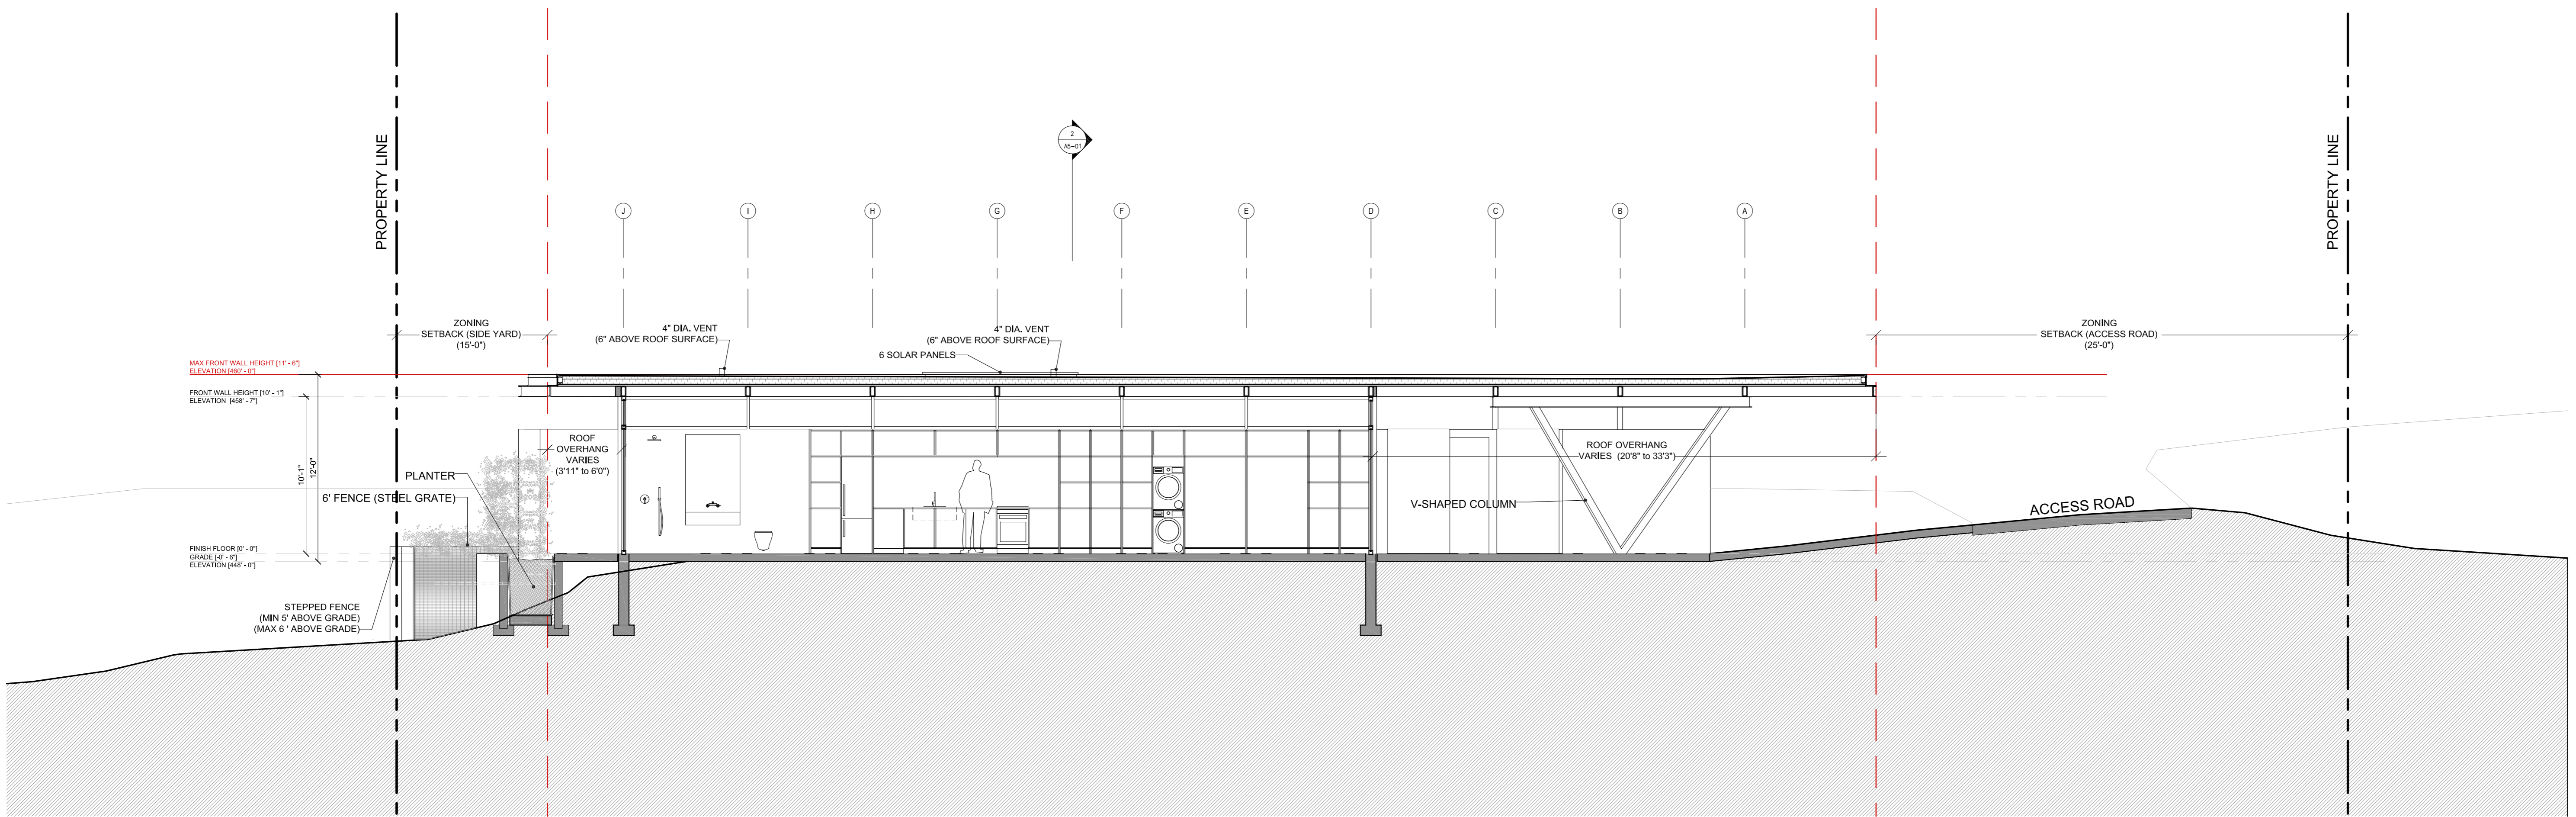 PROPERTY LINE
PROPERTY LINE
2
A5-01
J
I
H
G
F
E
D
C
B
A
ZONING
SETBACK (SIDE YARD)
(15'-0")
4" DIA. VENT
(6" ABOVE ROOF SURFACE)
4" DIA. VENT
(6" ABOVE ROOF SURFACE)
6 SOLAR PANELS
ZONING
SETBACK (ACCESS ROAD)
(25'-0")
MAX FRONT WALL HEIGHT [11' - 6"]
ELEVATION [460' - 0"]
FRONT WALL HEIGHT [10' - 1"]
ELEVATION [458' - 7"]
10'-1"
12'-0"
ROOF
OVERHANG
VARIES
(3'11" to 6'0")
ROOF OVERHANG
VARIES (20'8" to 33'3")
PLANTER
6' FENCE (STEEL GRATE)
V-SHAPED COLUMN
ACCESS ROAD
FINISH FLOOR [0' - 0"]
GRADE [-0' - 6"]
ELEVATION [448' - 0"]
STEPPED FENCE
(MIN 5' ABOVE GRADE)
(MAX 6 ' ABOVE GRADE)